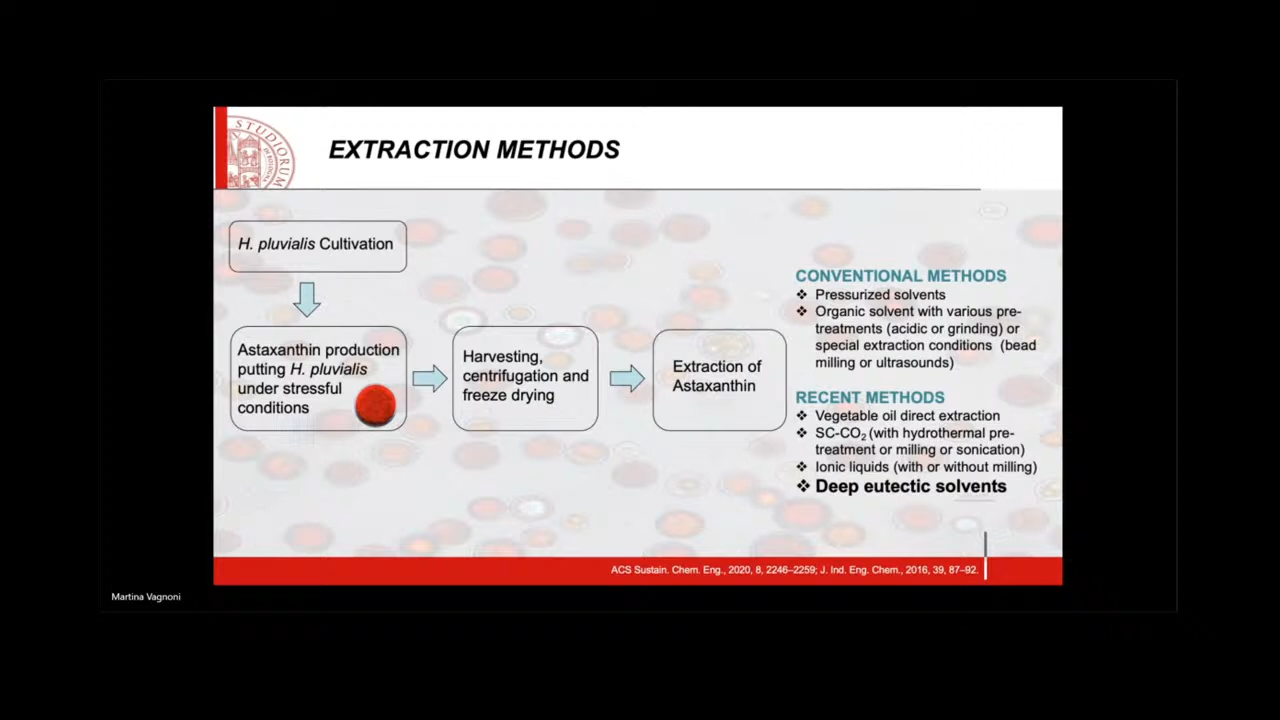 STUDIORUM
EXTRACTION METHODS
H. pluvialis Cultivation
Astaxanthin production
putting H. pluvialis
under stressful
conditions
Harvesting,
centrifugation and
freeze drying
Extraction of
Astaxanthin
CONVENTIONAL METHODS
❖ Pressurized solvents
❖ Organic solvent with various pre-
treatments (acidic or grinding) or
special extraction conditions (bead
milling or ultrasounds)
RECENT METHODS
❖ Vegetable oil direct extraction
❖ SC-CO₂ (with hydrothermal pre-
treatment or milling or sonication)
❖ Ionic liquids (with or without milling)
❖ Deep eutectic solvents
ACS Sustain. Chem. Eng., 2020, 8, 2246–2259; J. Ind. Eng. Chem., 2016, 39, 87–92.
Martina Vagnoni